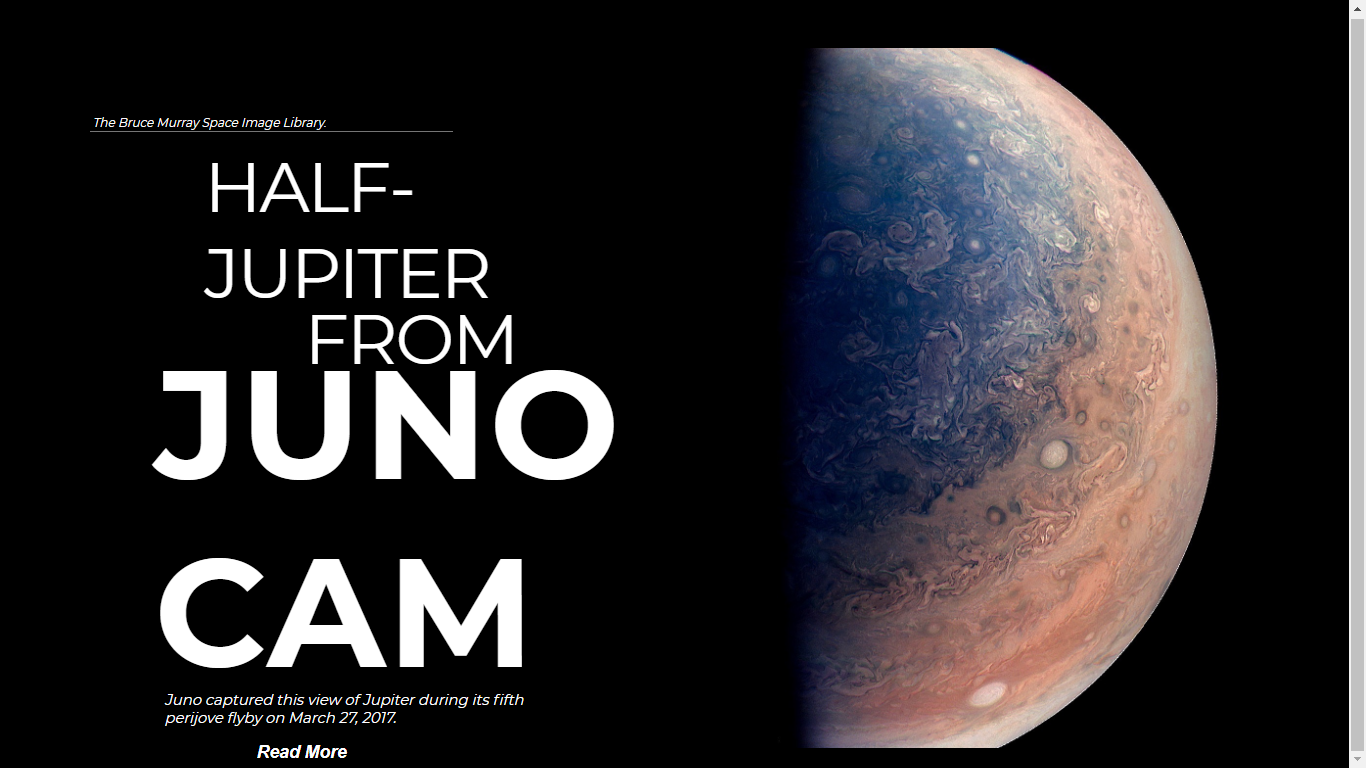 The Bruce Murray Space Image Library.
HALF-
JUPITER
FROM
JUNO
CAM
Juno captured this view of Jupiter during its fifth
perijove flyby on March 27, 2017.
Read More